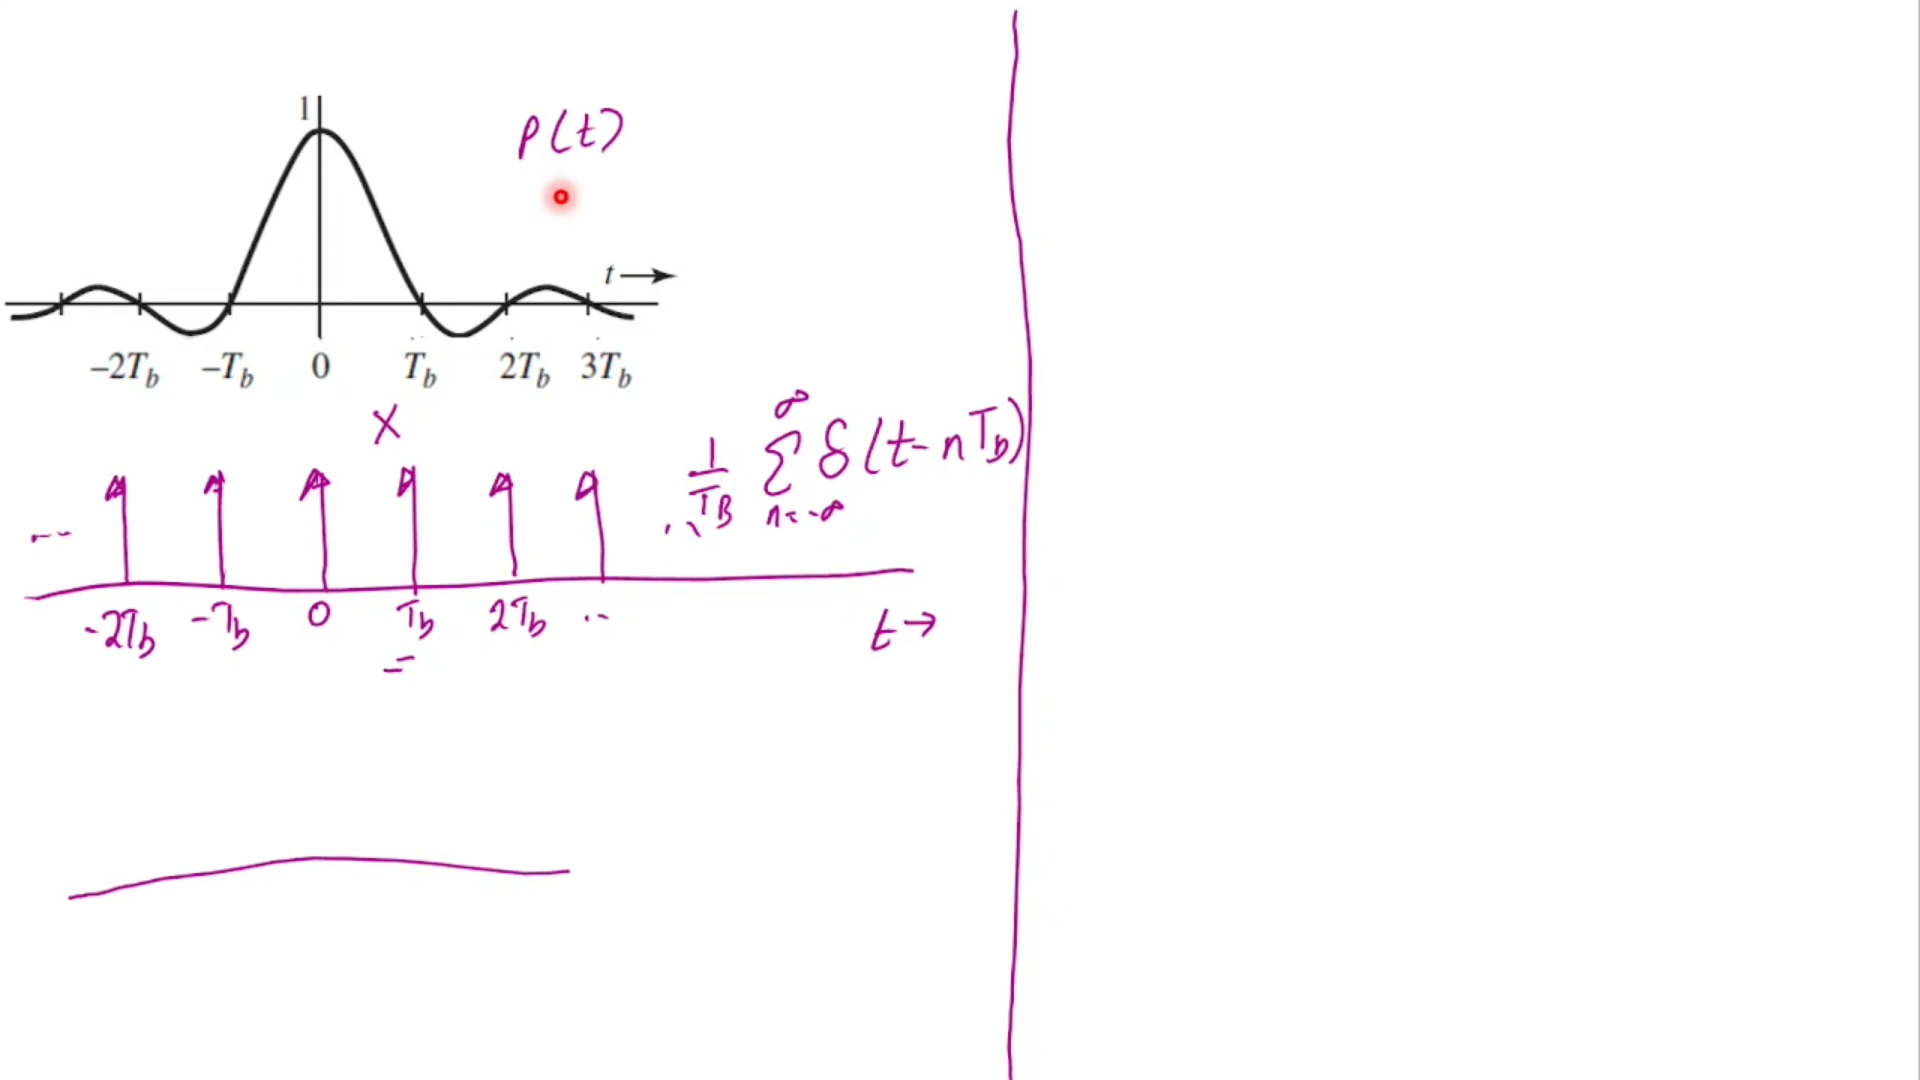 1
P(t)
t
−2T_b −T_b 0 T_b 2T_b 3T_b
X
1/T_B ∑_{n=-∞}^{∞} δ(t-nT_b)
--- ...
-2T_b -T_b 0 T_b 2T_b .. t→
=